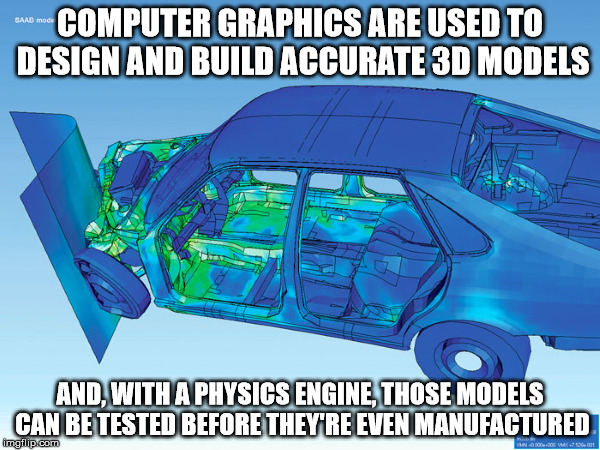 SAAB mode
COMPUTER GRAPHICS ARE USED TO
DESIGN AND BUILD ACCURATE 3D MODELS
AND, WITH A PHYSICS ENGINE, THOSE MODELS
CAN BE TESTED BEFORE THEY'RE EVEN MANUFACTURED
imgflip.com